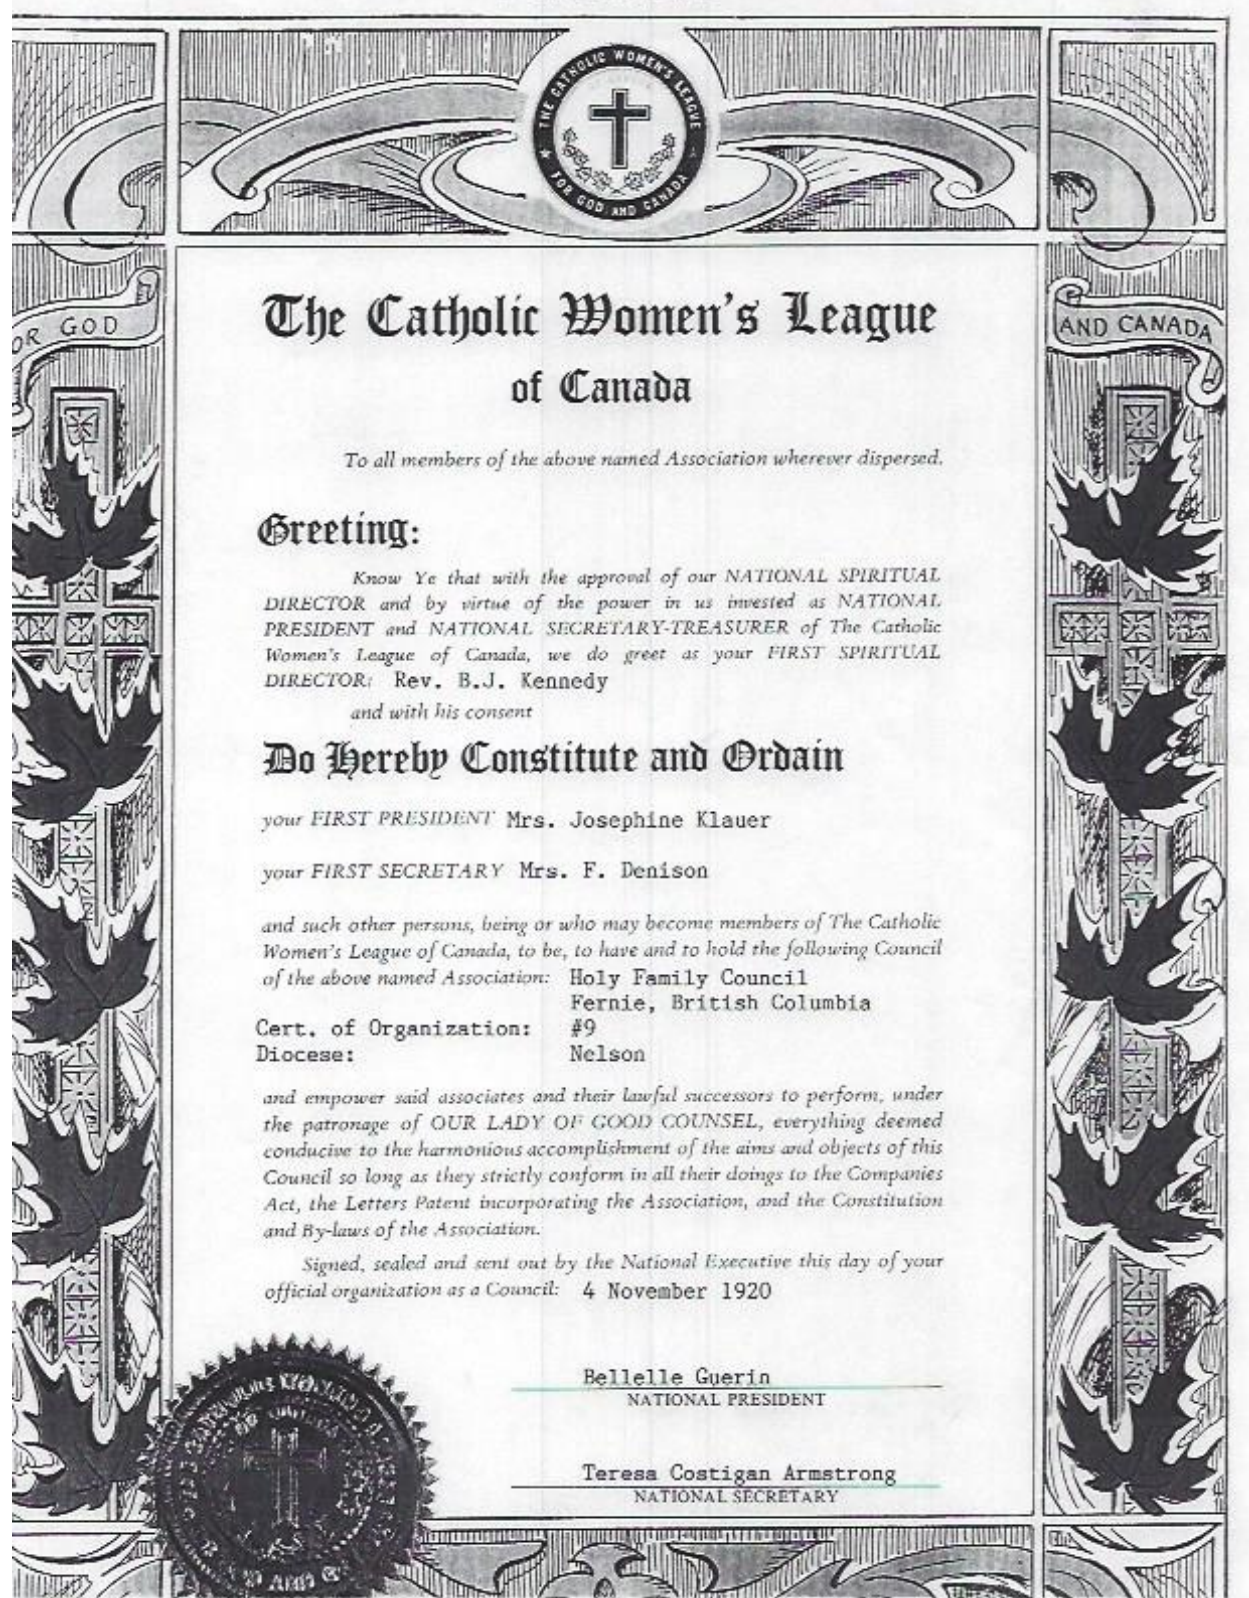 THE CATHOLIC WOMEN'S LEAGUE
FOR GOD AND CANADA
OR GOD
AND CANADA
The Catholic Women's League
of Canada
To all members of the above named Association wherever dispersed.
Greeting:
Know Ye that with the approval of our NATIONAL SPIRITUAL
DIRECTOR and by virtue of the power in us invested as NATIONAL
PRESIDENT and NATIONAL SECRETARY-TREASURER of The Catholic
Women's League of Canada, we do greet as your FIRST SPIRITUAL
DIRECTOR: Rev. B.J. Kennedy
and with his consent
Do Hereby Constitute and Ordain
your FIRST PRESIDENT Mrs. Josephine Klauer
your FIRST SECRETARY Mrs. F. Denison
and such other persons, being or who may become members of The Catholic
Women's League of Canada, to be, to have and to hold the following Council
of the above named Association: Holy Family Council
Fernie, British Columbia
Cert. of Organization: #9
Diocese: Nelson
and empower said associates and their lawful successors to perform, under
the patronage of OUR LADY OF GOOD COUNSEL, everything deemed
conducive to the harmonious accomplishment of the aims and objects of this
Council so long as they strictly conform in all their doings to the Companies
Act, the Letters Patent incorporating the Association, and the Constitution
and By-laws of the Association.
Signed, sealed and sent out by the National Executive this day of your
official organization as a Council: 4 November 1920
Bellelle Guerin
NATIONAL PRESIDENT
Teresa Costigan Armstrong
NATIONAL SECRETARY